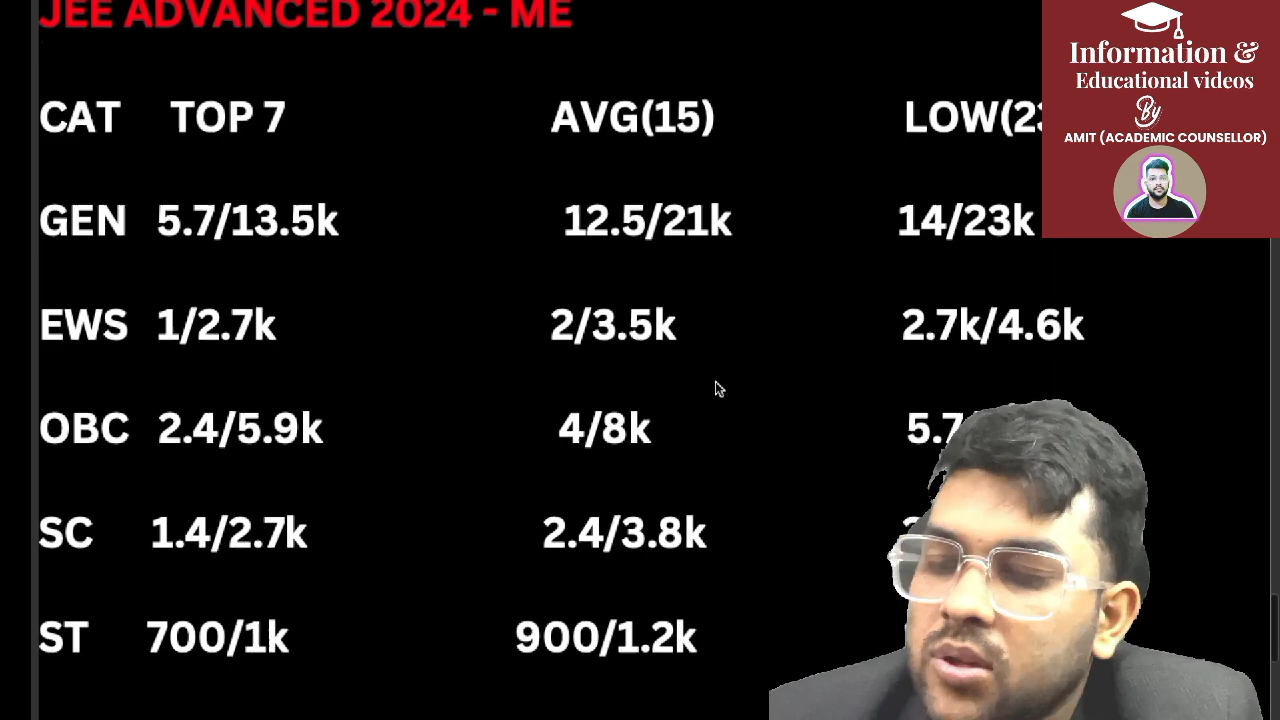 JEE ADVANCED 2024 - ME
CAT TOP 7 AVG(15)
GEN 5.7/13.5k 12.5/21k 14/23k
EWS 1/2.7k 2/3.5k 2.7k/4.6k
OBC 2.4/5.9k 4/8k
SC 1.4/2.7k 2.4/3.8k
ST 700/1k 900/1.2k
Information &
Educational videos
By
AMIT (ACADEMIC COUNSELLOR)